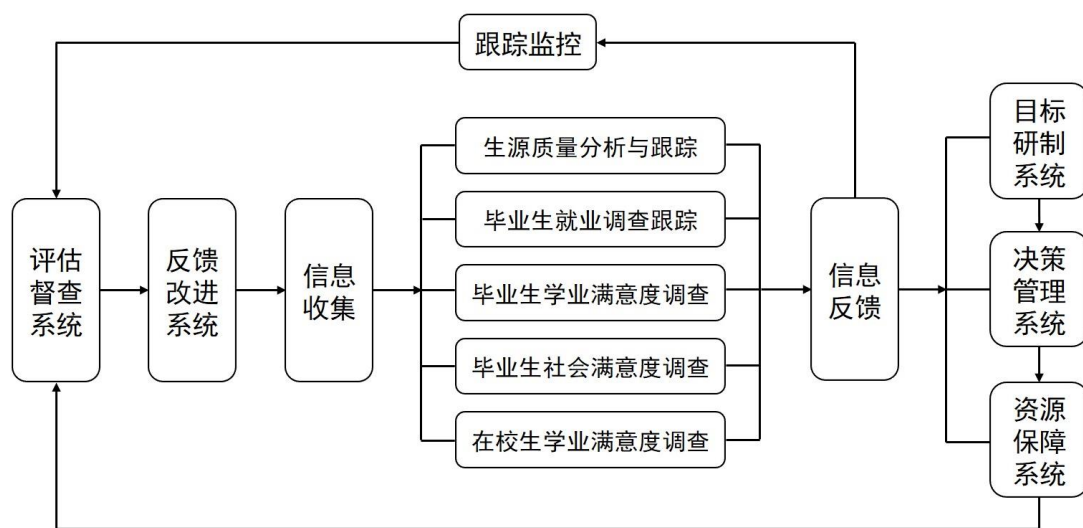 跟踪监控
评估
督查
系统
反馈
改进
系统
信息
收集
生源质量分析与跟踪
毕业生就业调查跟踪
毕业生学业满意度调查
毕业生社会满意度调查
在校生学业满意度调查
信息
反馈
目标
研制
系统
决策
管理
系统
资源
保障
系统